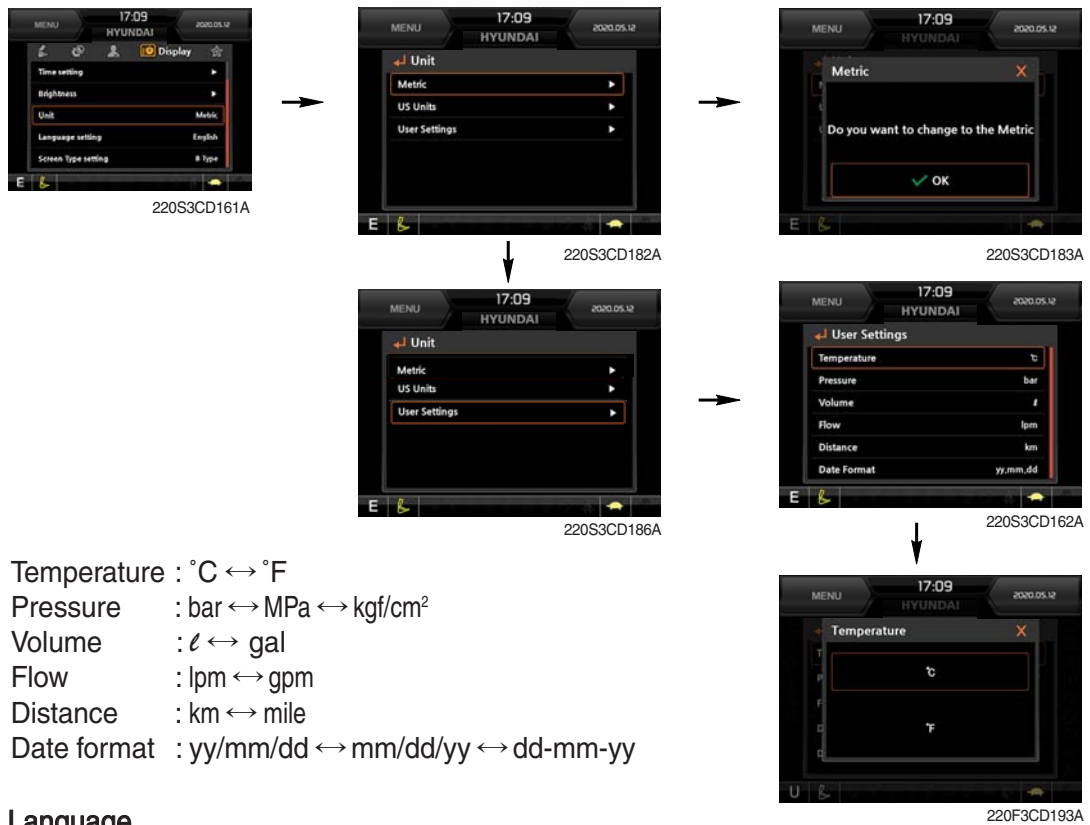 MENU
17:09
HYUNDAI
2020.05.12
Display
Time setting
Brightness
Unit Metric
Language setting English
Screen Type setting B Type
E
220S3CD161A
MENU
17:09
HYUNDAI
2020.05.12
Unit
Metric
US Units
User Settings
E
220S3CD182A
MENU
17:09
HYUNDAI
2020.05.12
Metric X
Do you want to change to the Metric
OK
E
220S3CD183A
MENU
17:09
HYUNDAI
2020.05.12
Unit
Metric
US Units
User Settings
E
220S3CD186A
MENU
17:09
HYUNDAI
2020.05.12
User Settings
Temperature ℃
Pressure bar
Volume ℓ
Flow lpm
Distance km
Date Format yy,mm,dd
E
220S3CD162A
MENU
17:09
HYUNDAI
2020.05.12
Temperature X
T
P
℃
F
D
℉
D
U
220F3CD193A
Temperature : ˚C ↔ ˚F
Pressure : bar ↔ MPa ↔ kgf/cm²
Volume : ℓ ↔ gal
Flow : lpm ↔ gpm
Distance : km ↔ mile
Date format : yy/mm/dd ↔ mm/dd/yy ↔ dd-mm-yy
Language